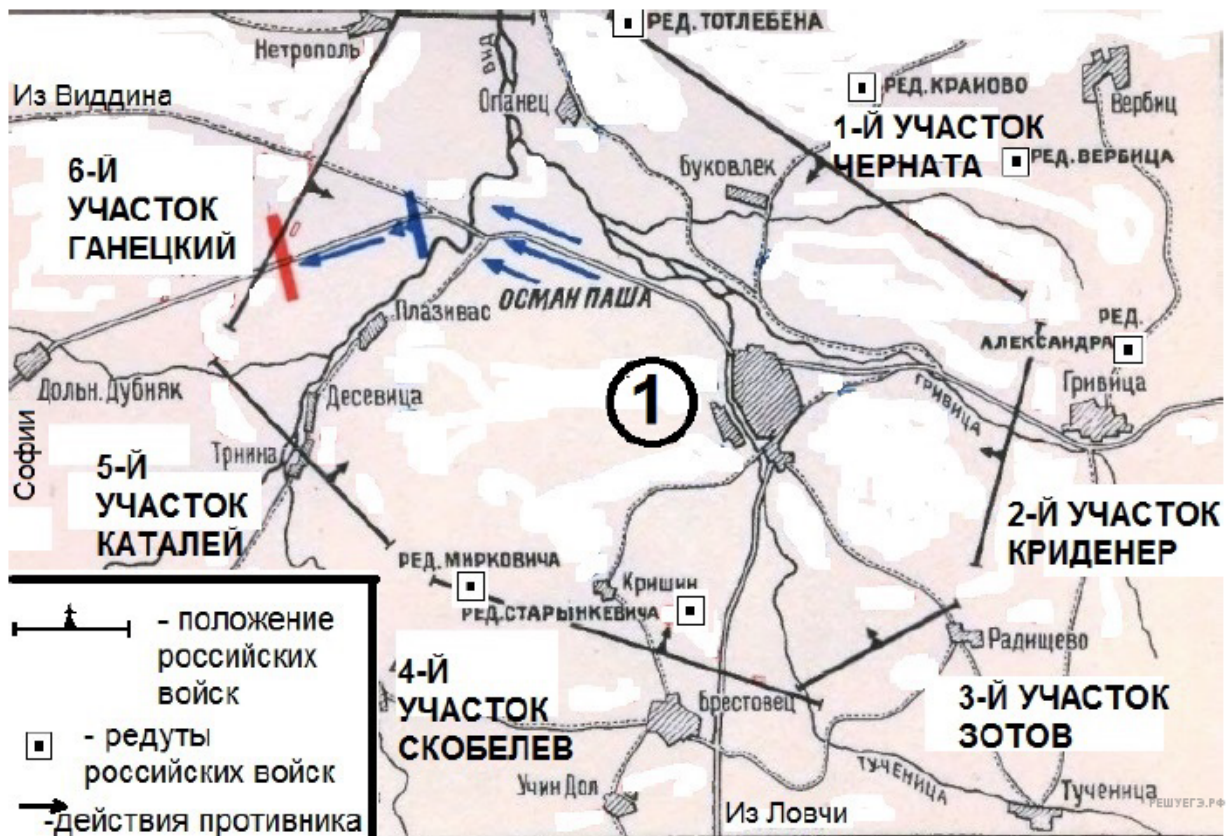 РЕД. ТОТЛЕБЕНА
Нетрополь
ВИД
Из Виддина
Опанец
РЕД. КРАНОВО
Вербиц
1-Й УЧАСТОК
ЧЕРНАТА
РЕД. ВЕРБИЦА
Буковлек
6-Й
УЧАСТОК
ГАНЕЦКИЙ
ОСМАН ПАША
Плазивас
РЕД.
АЛЕКСАНДРА
Дольн. Дубняк
Десевица
1
ГРИВИЦА
Гривица
Софии
Трнина
5-Й
УЧАСТОК
КАТАЛЕЙ
2-Й УЧАСТОК
КРИДЕНЕР
РЕД. МИРКОВИЧА
Кришин
РЕД. СТАРЫНКЕВИЧА
Радищево
- положение
российских
войск
4-Й
УЧАСТОК
СКОБЕЛЕВ
Брестовец
3-Й УЧАСТОК
ЗОТОВ
- редуты
российских войск
Учин Дол
ТУЧЕНИЦА
Тученица
Из Ловчи
-действия противника
РЕШУЕГЭ.РФ